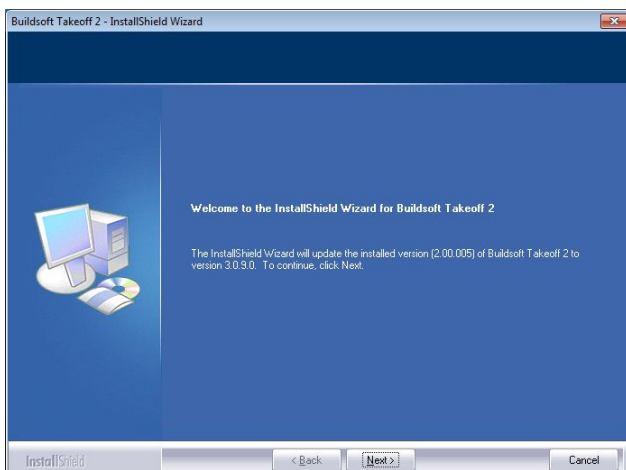 Buildsoft Takeoff 2 - InstallShield Wizard
Welcome to the InstallShield Wizard for Buildsoft Takeoff 2
The InstallShield Wizard will update the installed version (2.00.005) of Buildsoft Takeoff 2 to
version 3.0.9.0. To continue, click Next.
InstallShield
< Back
Next >
Cancel